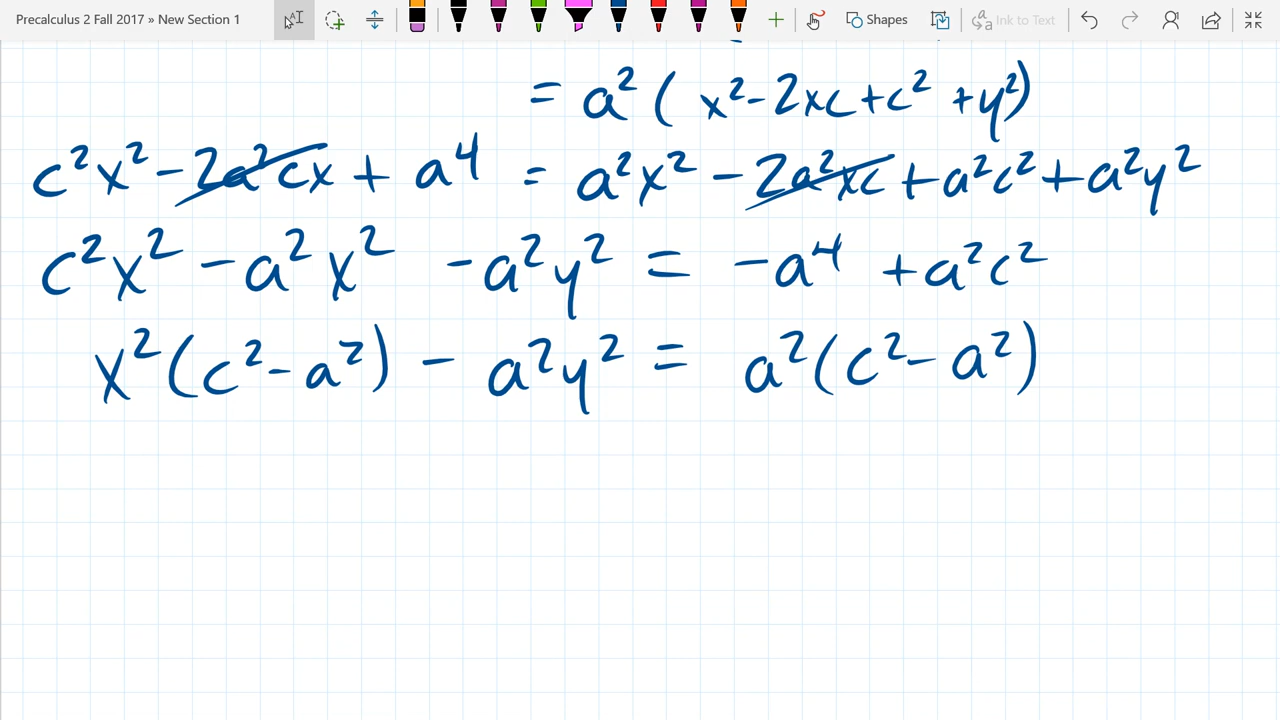 Precalculus 2 Fall 2017 » New Section 1 Shapes Ink to Text
= a² ( x² - 2xc + c² + y²)
c²x² - 2a²cx + a⁴ = a²x² - 2a²xc + a²c² + a²y²
c²x² - a²x² - a²y² = -a⁴ + a²c²
x²(c² - a²) - a²y² = a²(c² - a²)